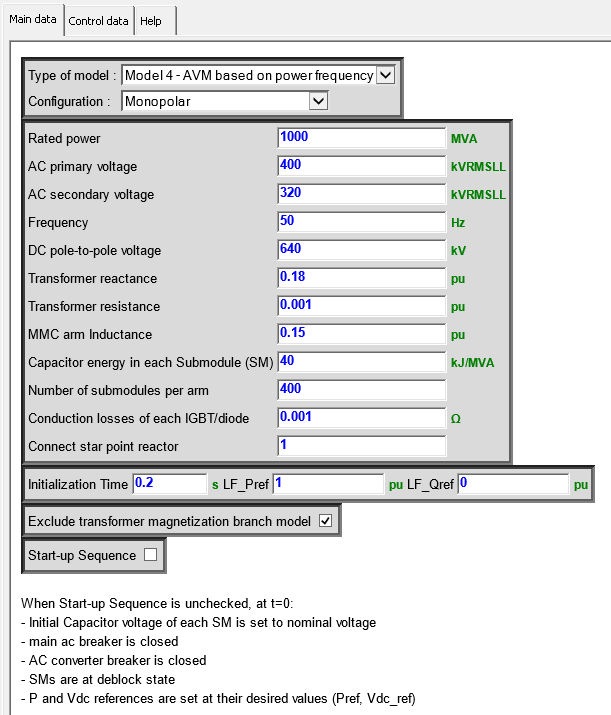 Main data Control data Help
Type of model : Model 4 - AVM based on power frequency
Configuration : Monopolar
Rated power 1000 MVA
AC primary voltage 400 kVRMSLL
AC secondary voltage 320 kVRMSLL
Frequency 50 Hz
DC pole-to-pole voltage 640 kV
Transformer reactance 0.18 pu
Transformer resistance 0.001 pu
MMC arm Inductance 0.15 pu
Capacitor energy in each Submodule (SM) 40 kJ/MVA
Number of submodules per arm 400
Conduction losses of each IGBT/diode 0.001 Ω
Connect star point reactor 1
Initialization Time 0.2 s LF_Pref 1 pu LF_Qref 0 pu
Exclude transformer magnetization branch model
Start-up Sequence
When Start-up Sequence is unchecked, at t=0:
- Initial Capacitor voltage of each SM is set to nominal voltage
- main ac breaker is closed
- AC converter breaker is closed
- SMs are at deblock state
- P and Vdc references are set at their desired values (Pref, Vdc_ref)